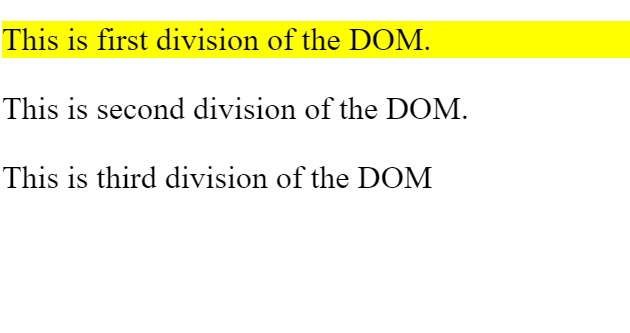 This is first division of the DOM.
This is second division of the DOM.
This is third division of the DOM